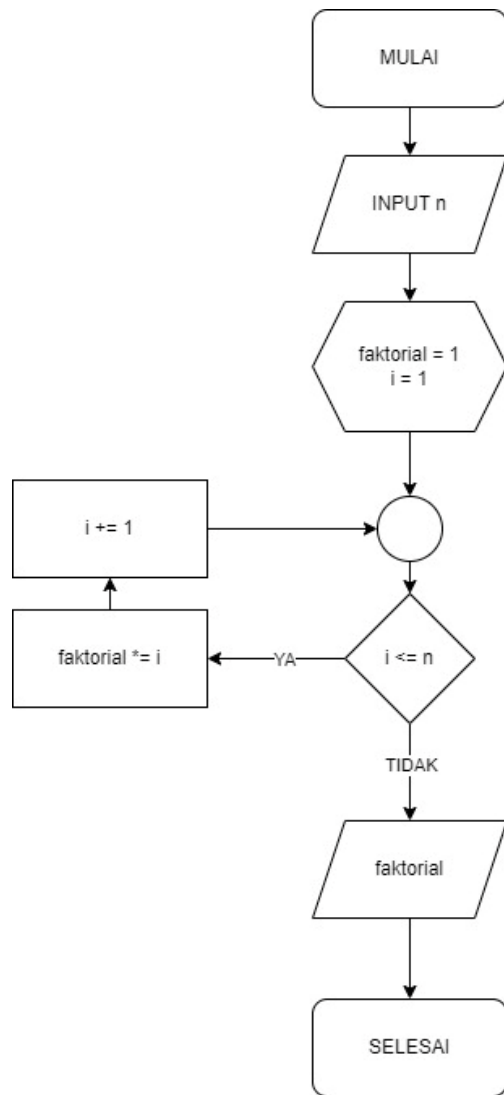 MULAI
INPUT n
faktorial = 1
i = 1
i += 1
faktorial *= i
YA
i <= n
TIDAK
faktorial
SELESAI